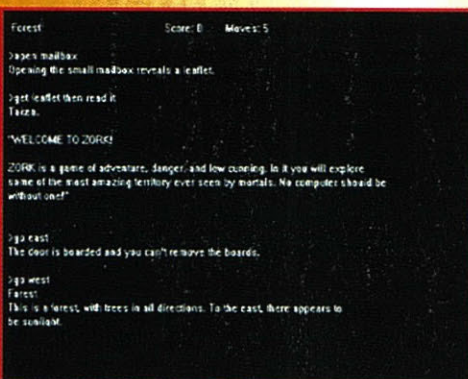 Forest Score: 0 Moves: 5
>open mailbox
Opening the small mailbox reveals a leaflet.
>get leaflet then read it
Taken.
"WELCOME TO ZORK!
ZORK is a game of adventure, danger, and low cunning. In it you will explore
some of the most amazing territory ever seen by mortals. No computer should be
without one!"
>go east
The door is boarded and you can't remove the boards.
>go west
Forest
This is a forest, with trees in all directions. To the east, there appears to
be sunlight.